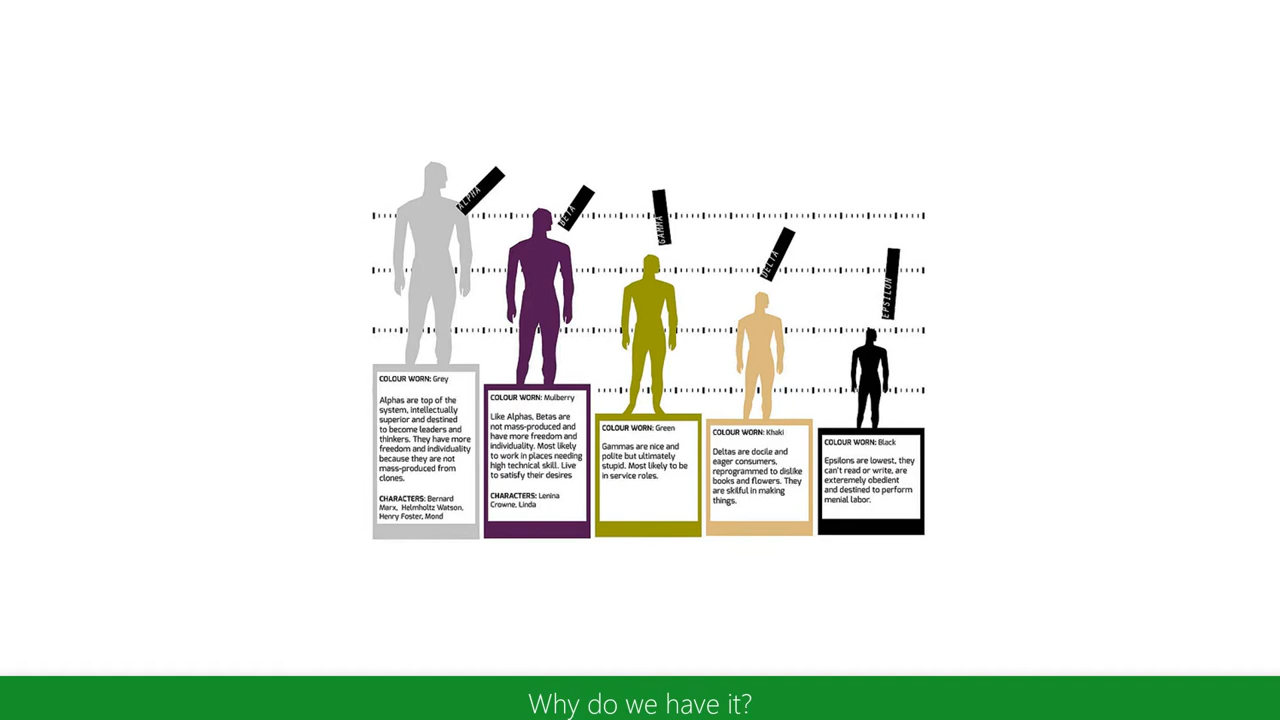 ALPHA
BETA
GAMMA
DELTA
EPSILON
COLOUR WORN: Grey
Alphas are top of the
system, intellectually
superior and destined
to become leaders and
thinkers. They have more
freedom and individuality
because they are not
mass-produced from
clones.
CHARACTERS: Bernard
Marx, Helmholtz Watson,
Henry Foster, Mond
COLOUR WORN: Mulberry
Like Alphas, Betas are
not mass-produced and
have more freedom and
individuality. Most likely
to work in places needing
high technical skill. Live
to satisfy their desires
CHARACTERS: Lenina
Crowne, Linda
COLOUR WORN: Green
Gammas are nice and
polite but ultimately
stupid. Most likely to be
in service roles.
COLOUR WORN: Khaki
Deltas are docile and
eager consumers,
reprogrammed to dislike
books and flowers. They
are skilful in making
things.
COLOUR WORN: Black
Epsilons are lowest, they
can't read or write, are
extremely obedient
and destined to perform
menial labor.
Why do we have it?